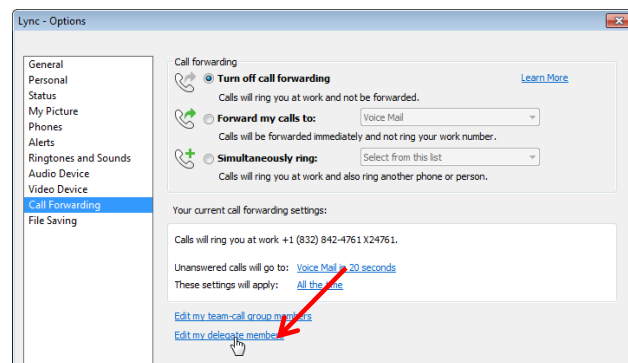 Lync - Options
General
Personal
Status
My Picture
Phones
Alerts
Ringtones and Sounds
Audio Device
Video Device
Call Forwarding
File Saving
Call forwarding
Turn off call forwarding Learn More
Calls will ring you at work and not be forwarded.
Forward my calls to: Voice Mail
Calls will be forwarded immediately and not ring your work number.
Simultaneously ring: Select from this list
Calls will ring you at work and also ring another phone or person.
Your current call forwarding settings:
Calls will ring you at work +1 (832) 842-4761 X24761.
Unanswered calls will go to: Voice Mail in 20 seconds
These settings will apply: All the time
Edit my team-call group members
Edit my delegate members